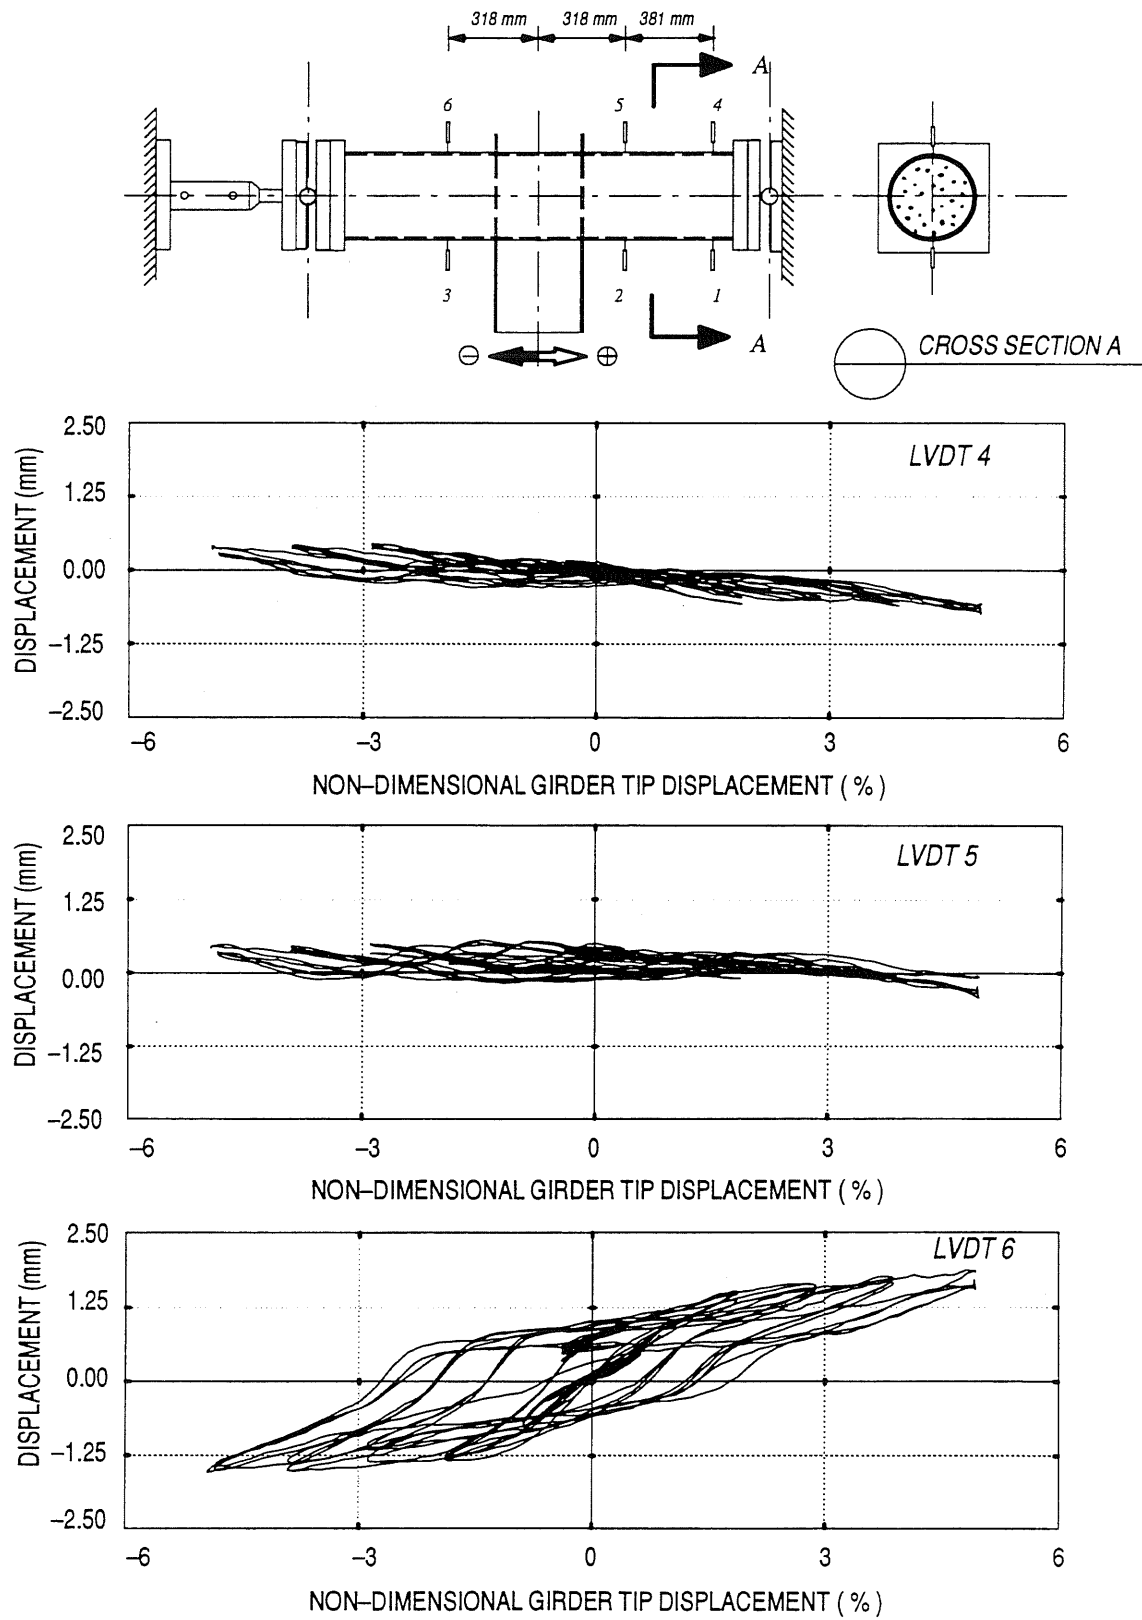 318 mm 318 mm 381 mm
A
6 5 4
3 2 1
A
⊖ ⊕
CROSS SECTION A
2.50
1.25
0.00
–1.25
–2.50
DISPLACEMENT (mm)
LVDT 4
–6 –3 0 3 6
NON–DIMENSIONAL GIRDER TIP DISPLACEMENT ( % )
2.50
1.25
0.00
–1.25
–2.50
DISPLACEMENT (mm)
LVDT 5
–6 –3 0 3 6
NON–DIMENSIONAL GIRDER TIP DISPLACEMENT ( % )
2.50
1.25
0.00
–1.25
–2.50
DISPLACEMENT (mm)
LVDT 6
–6 –3 0 3 6
NON–DIMENSIONAL GIRDER TIP DISPLACEMENT ( % )